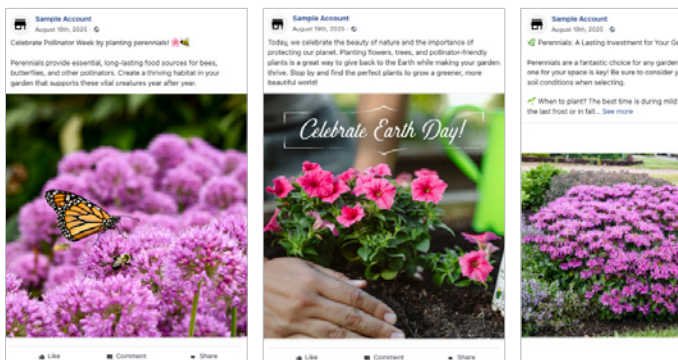 Sample Account
August 19th, 2025
Celebrate Pollinator Week by planting perennials! 🌸🐝
Perennials provide essential, long-lasting food sources for bees,
butterflies, and other pollinators. Create a thriving habitat in your
garden that supports these vital creatures year after year.
Like Comment Share
Sample Account
August 19th, 2025
Today, we celebrate the beauty of nature and the importance of
protecting our planet. Planting flowers, trees, and pollinator-friendly
plants is a great way to give back to the Earth while making your garden
thrive. Stop by and find the perfect plants to grow a greener, more
beautiful world!
Celebrate Earth Day!
Like Comment Share
Sample Account
August 19th, 2025
🌿 Perennials: A Lasting Investment for Your Ga
Perennials are a fantastic choice for any garden
one for your space is key! Be sure to consider y
soil conditions when selecting.
🌱 When to plant? The best time is during mild
the last frost or in fall... See more